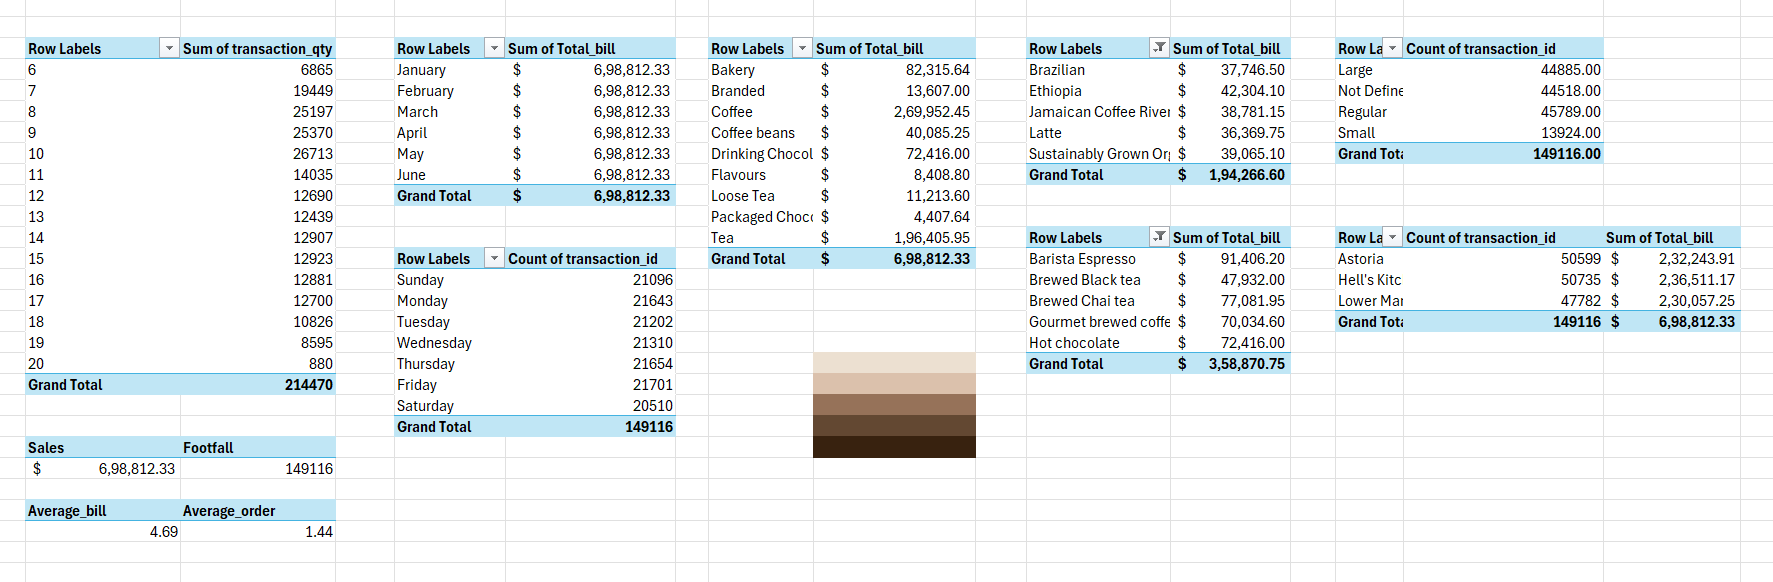 Row Labels Sum of transaction_qty
6 6865
7 19449
8 25197
9 25370
10 26713
11 14035
12 12690
13 12439
14 12907
15 12923
16 12881
17 12700
18 10826
19 8595
20 880
Grand Total 214470
Sales Footfall
$ 6,98,812.33 149116
Average_bill Average_order
4.69 1.44
Row Labels Sum of Total_bill
January $ 6,98,812.33
February $ 6,98,812.33
March $ 6,98,812.33
April $ 6,98,812.33
May $ 6,98,812.33
June $ 6,98,812.33
Grand Total $ 6,98,812.33
Row Labels Count of transaction_id
Sunday 21096
Monday 21643
Tuesday 21202
Wednesday 21310
Thursday 21654
Friday 21701
Saturday 20510
Grand Total 149116
Row Labels Sum of Total_bill
Bakery $ 82,315.64
Branded $ 13,607.00
Coffee $ 2,69,952.45
Coffee beans $ 40,085.25
Drinking Chocol $ 72,416.00
Flavours $ 8,408.80
Loose Tea $ 11,213.60
Packaged Choc $ 4,407.64
Tea $ 1,96,405.95
Grand Total $ 6,98,812.33
Row Labels Sum of Total_bill
Brazilian $ 37,746.50
Ethiopia $ 42,304.10
Jamaican Coffee River $ 38,781.15
Latte $ 36,369.75
Sustainably Grown Or $ 39,065.10
Grand Total $ 1,94,266.60
Row Labels Sum of Total_bill
Barista Espresso $ 91,406.20
Brewed Black tea $ 47,932.00
Brewed Chai tea $ 77,081.95
Gourmet brewed coffe $ 70,034.60
Hot chocolate $ 72,416.00
Grand Total $ 3,58,870.75
Row La Count of transaction_id
Large 44885.00
Not Define 44518.00
Regular 45789.00
Small 13924.00
Grand Tota 149116.00
Row La Count of transaction_id Sum of Total_bill
Astoria 50599 $ 2,32,243.91
Hell's Kitc 50735 $ 2,36,511.17
Lower Mar 47782 $ 2,30,057.25
Grand Tota 149116 $ 6,98,812.33